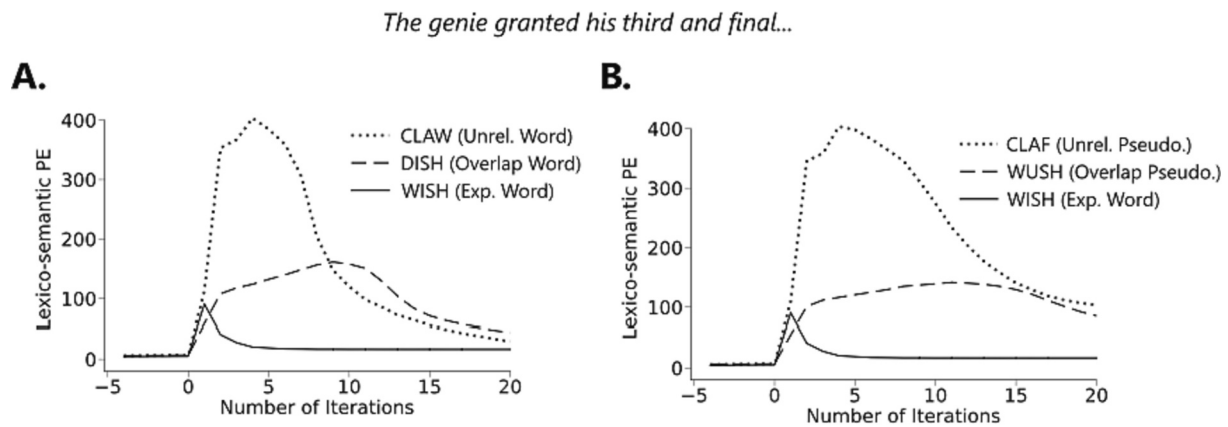 The genie granted his third and final...
A.
Lexico-semantic PE
400
300
200
100
0
−5
0
5
10
15
20
Number of Iterations
CLAW (Unrel. Word)
DISH (Overlap Word)
WISH (Exp. Word)
B.
Lexico-semantic PE
400
300
200
100
0
−5
0
5
10
15
20
Number of Iterations
CLAF (Unrel. Pseudo.)
WUSH (Overlap Pseudo.)
WISH (Exp. Word)